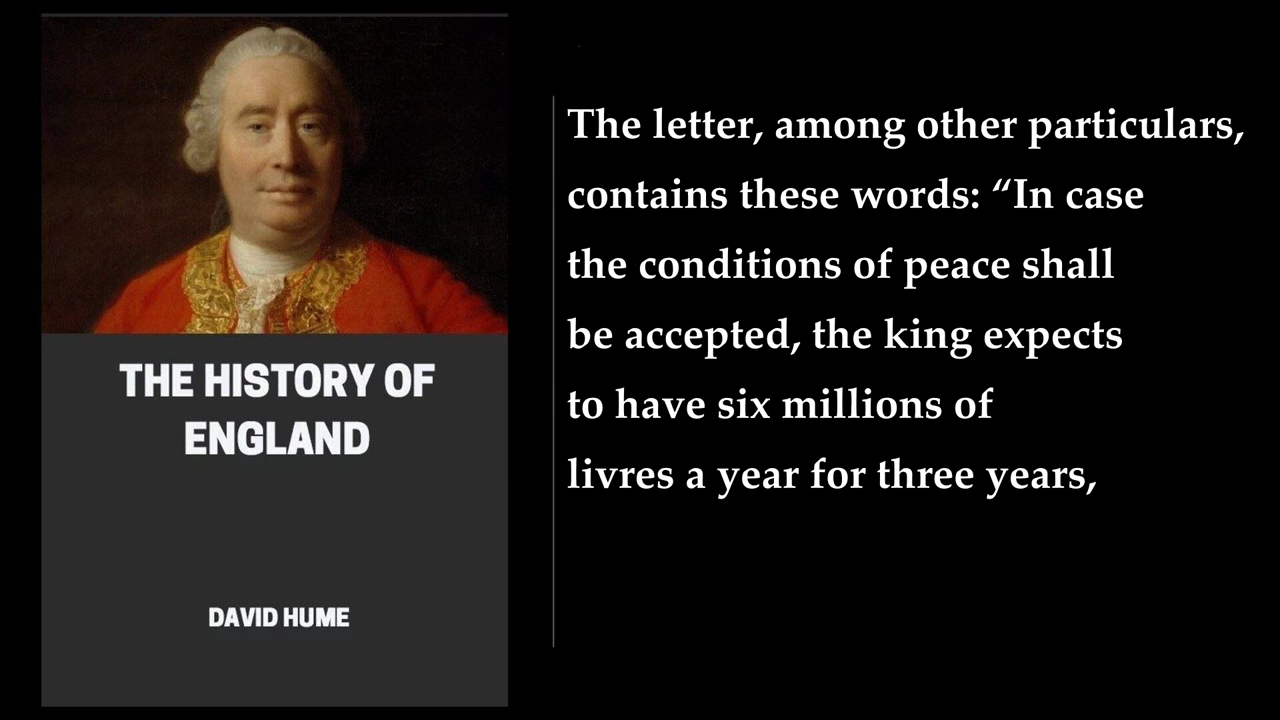 THE HISTORY OF
ENGLAND
DAVID HUME
The letter, among other particulars,
contains these words: “In case
the conditions of peace shall
be accepted, the king expects
to have six millions of
livres a year for three years,